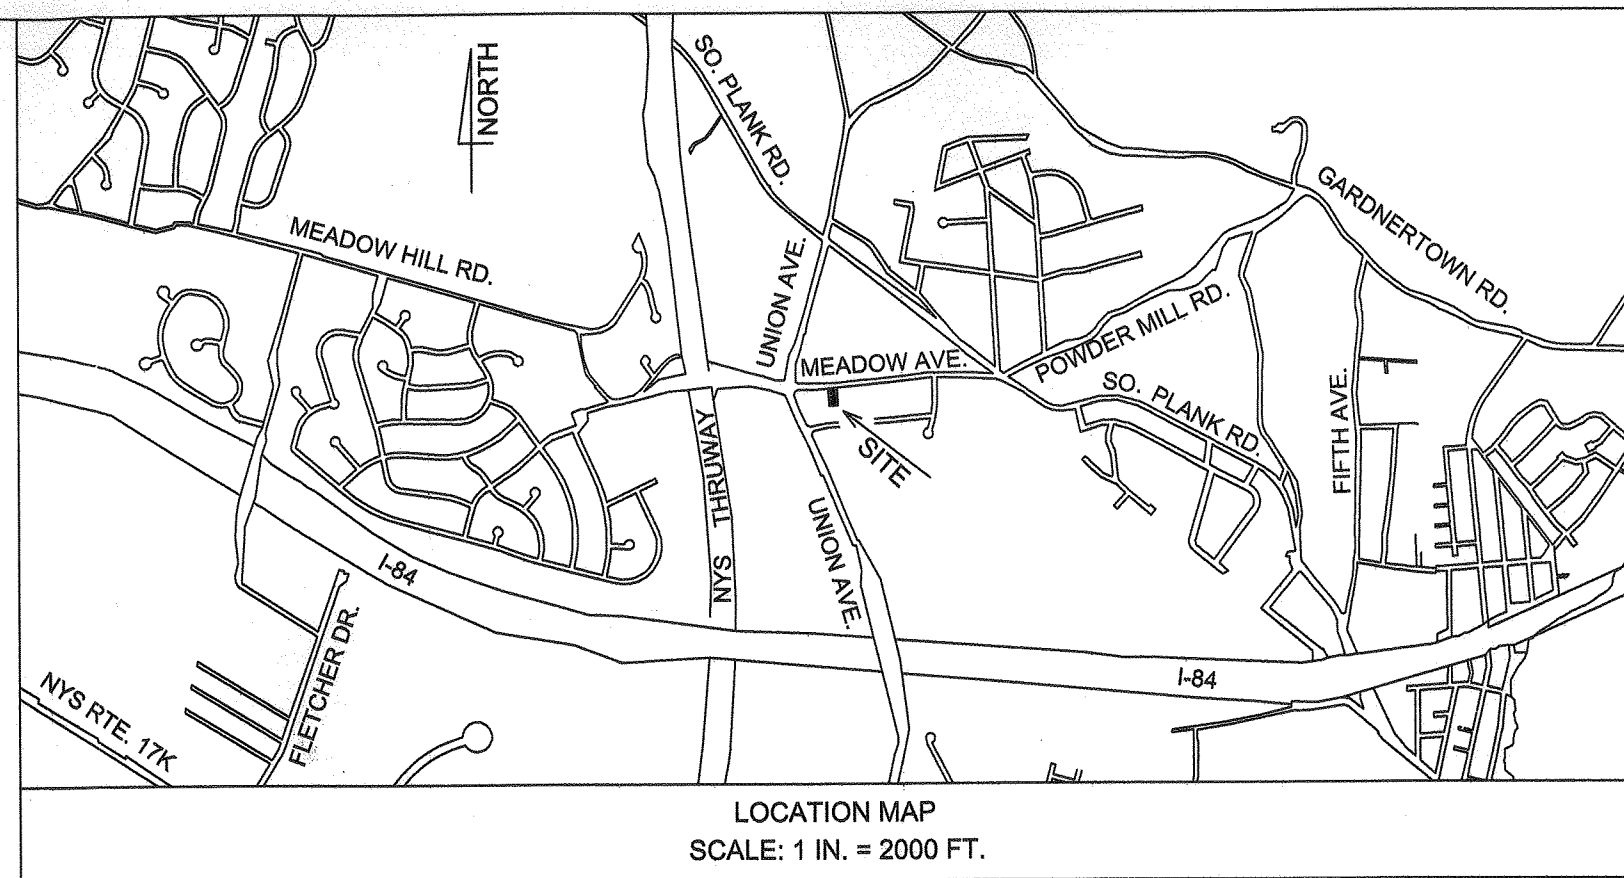 SO. PLANK RD.
NORTH
GARDNERTOWN RD.
MEADOW HILL RD.
UNION AVE.
POWDER MILL RD.
MEADOW AVE.
SO. PLANK RD.
FIFTH AVE.
SITE
NYS THRUWAY
UNION AVE.
I-84
FLETCHER DR.
I-84
NYS RTE. 17K
LOCATION MAP
SCALE: 1 IN. = 2000 FT.